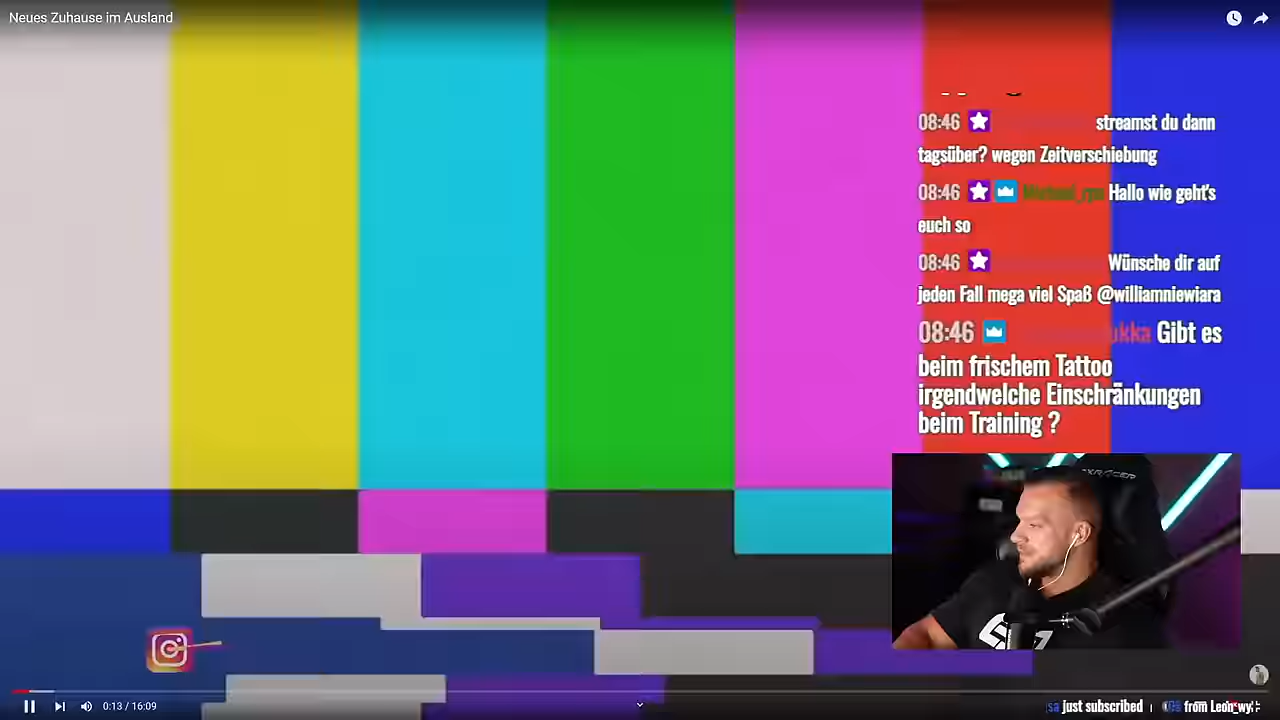 Neues Zuhause im Ausland
08:46 streamst du dann
tagsüber? wegen Zeitverschiebung
08:46 Hallo wie geht's
euch so
08:46 Wünsche dir auf
jeden Fall mega viel Spaß @williamniewiara
08:46 ukka Gibt es
beim frischem Tattoo
irgendwelche Einschränkungen
beim Training ?
0:13 / 16:09
just subscribed
from Leon_wy